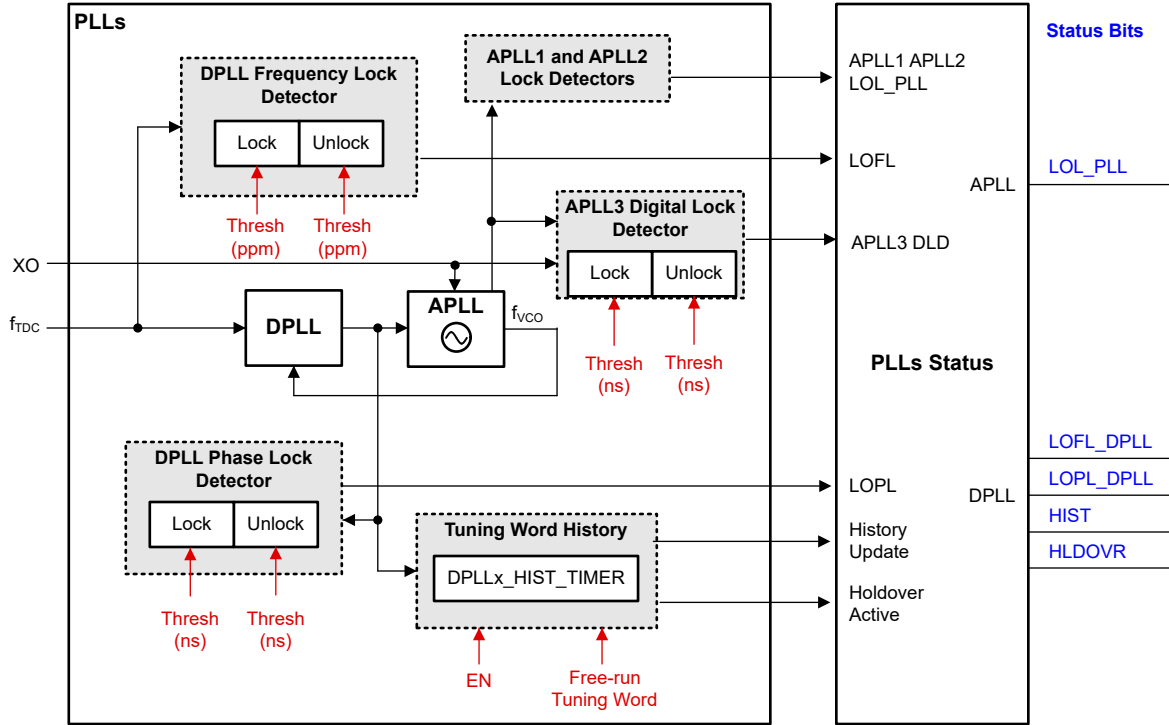 PLLs
DPLL Frequency Lock
Detector
Lock
Unlock
Thresh
(ppm)
Thresh
(ppm)
APLL1 and APLL2
Lock Detectors
APLL3 Digital Lock
Detector
Lock
Unlock
Thresh
(ns)
Thresh
(ns)
XO
fTDC
DPLL
APLL
fVCO
DPLL Phase Lock
Detector
Lock
Unlock
Thresh
(ns)
Thresh
(ns)
Tuning Word History
DPLLx_HIST_TIMER
EN
Free-run
Tuning Word
APLL1 APLL2
LOL_PLL
LOFL
APLL
APLL3 DLD
PLLs Status
LOPL
DPLL
History
Update
Holdover
Active
Status Bits
LOL_PLL
LOFL_DPLL
LOPL_DPLL
HIST
HLDOVR